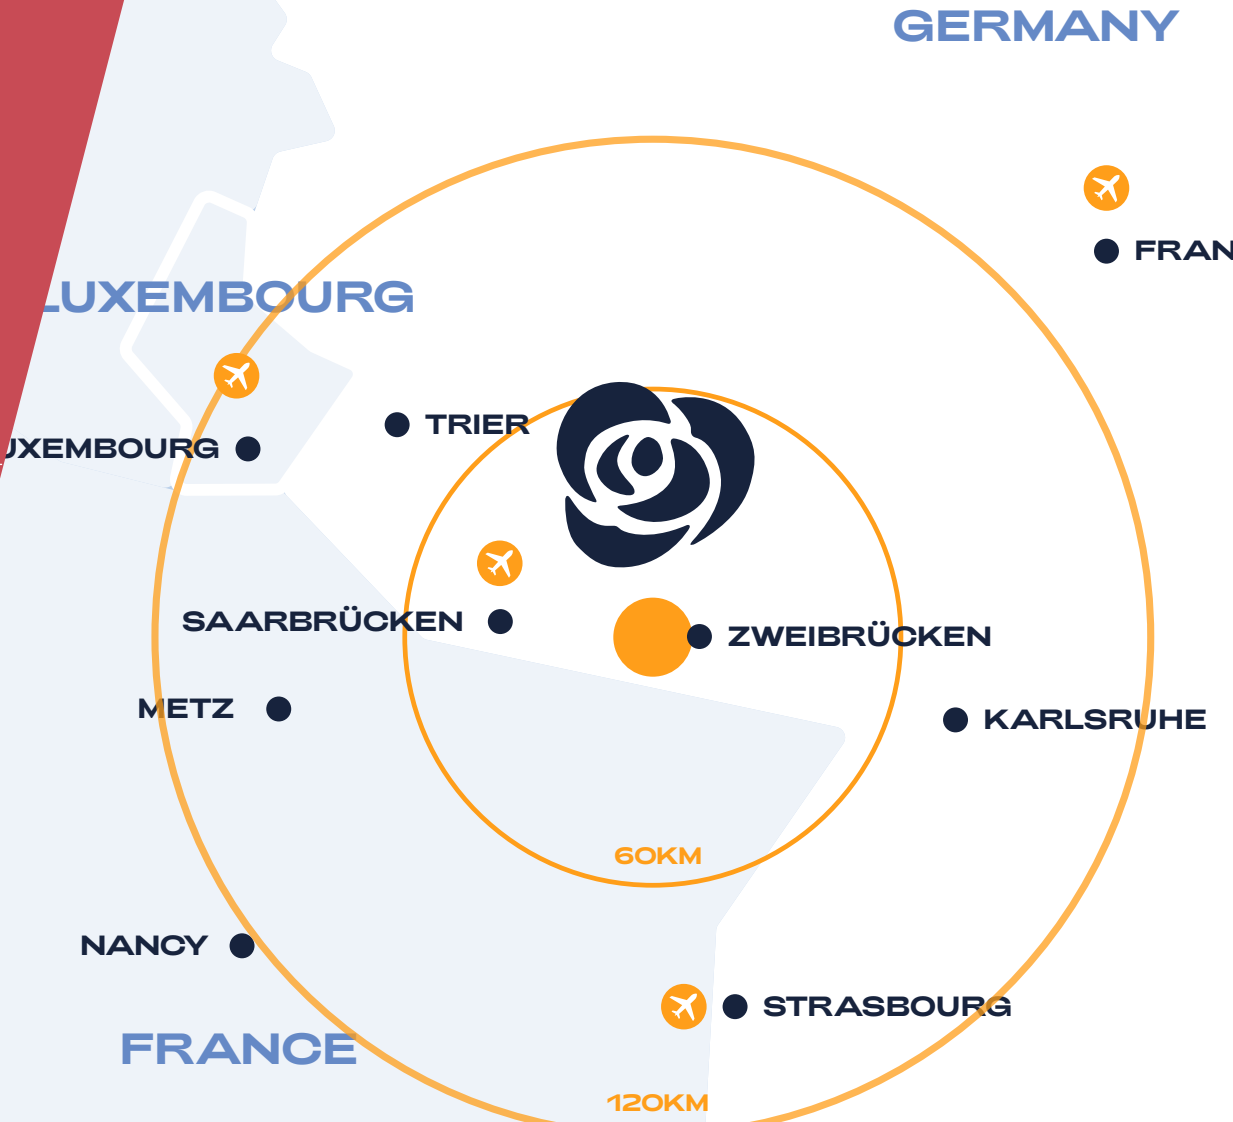 GERMANY
FRAN
LUXEMBOURG
TRIER
UXEMBOURG
SAARBRÜCKEN
ZWEIBRÜCKEN
METZ
KARLSRUHE
60KM
NANCY
STRASBOURG
FRANCE
120KM